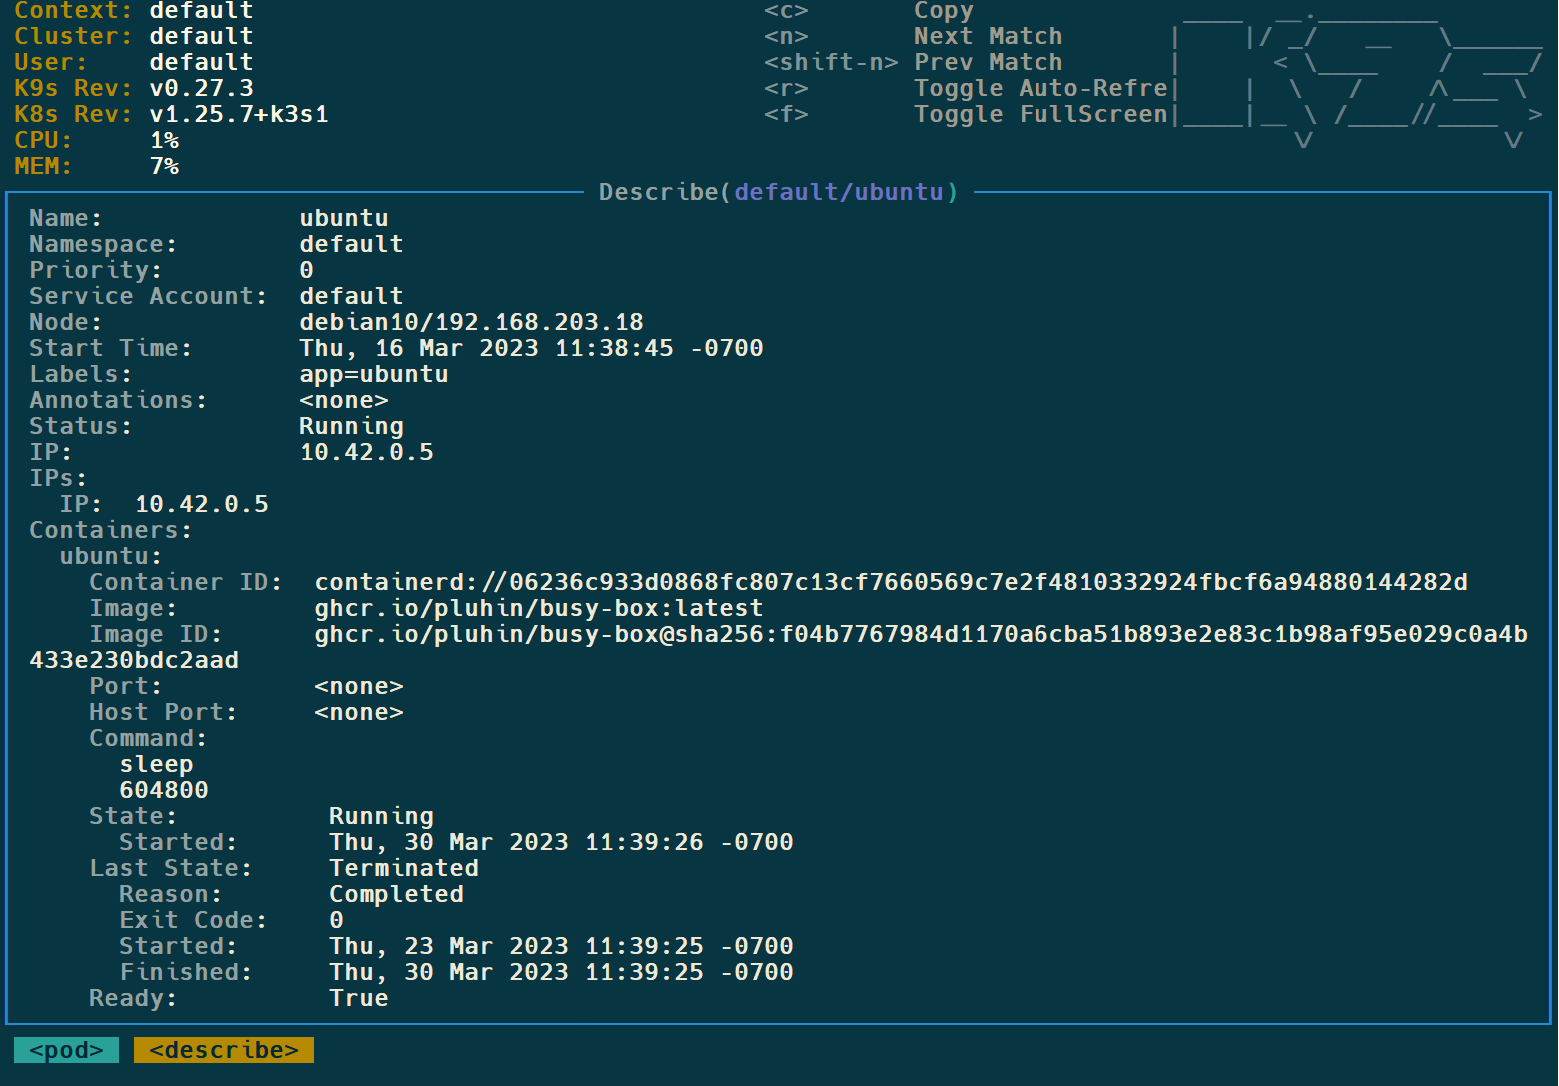 Context: default <c> Copy
Cluster: default <n> Next Match
User: default <shift-n> Prev Match
K9s Rev: v0.27.3 <r> Toggle Auto-Refre
K8s Rev: v1.25.7+k3s1 <f> Toggle FullScreen
CPU: 1%
MEM: 7%
Describe(default/ubuntu)
Name: ubuntu
Namespace: default
Priority: 0
Service Account: default
Node: debian10/192.168.203.18
Start Time: Thu, 16 Mar 2023 11:38:45 -0700
Labels: app=ubuntu
Annotations: <none>
Status: Running
IP: 10.42.0.5
IPs:
IP: 10.42.0.5
Containers:
ubuntu:
Container ID: containerd://06236c933d0868fc807c13cf7660569c7e2f4810332924fbcf6a94880144282d
Image: ghcr.io/pluhin/busy-box:latest
Image ID: ghcr.io/pluhin/busy-box@sha256:f04b7767984d1170a6cba51b893e2e83c1b98af95e029c0a4b
433e230bdc2aad
Port: <none>
Host Port: <none>
Command:
sleep
604800
State: Running
Started: Thu, 30 Mar 2023 11:39:26 -0700
Last State: Terminated
Reason: Completed
Exit Code: 0
Started: Thu, 23 Mar 2023 11:39:25 -0700
Finished: Thu, 30 Mar 2023 11:39:25 -0700
Ready: True
<pod> <describe>